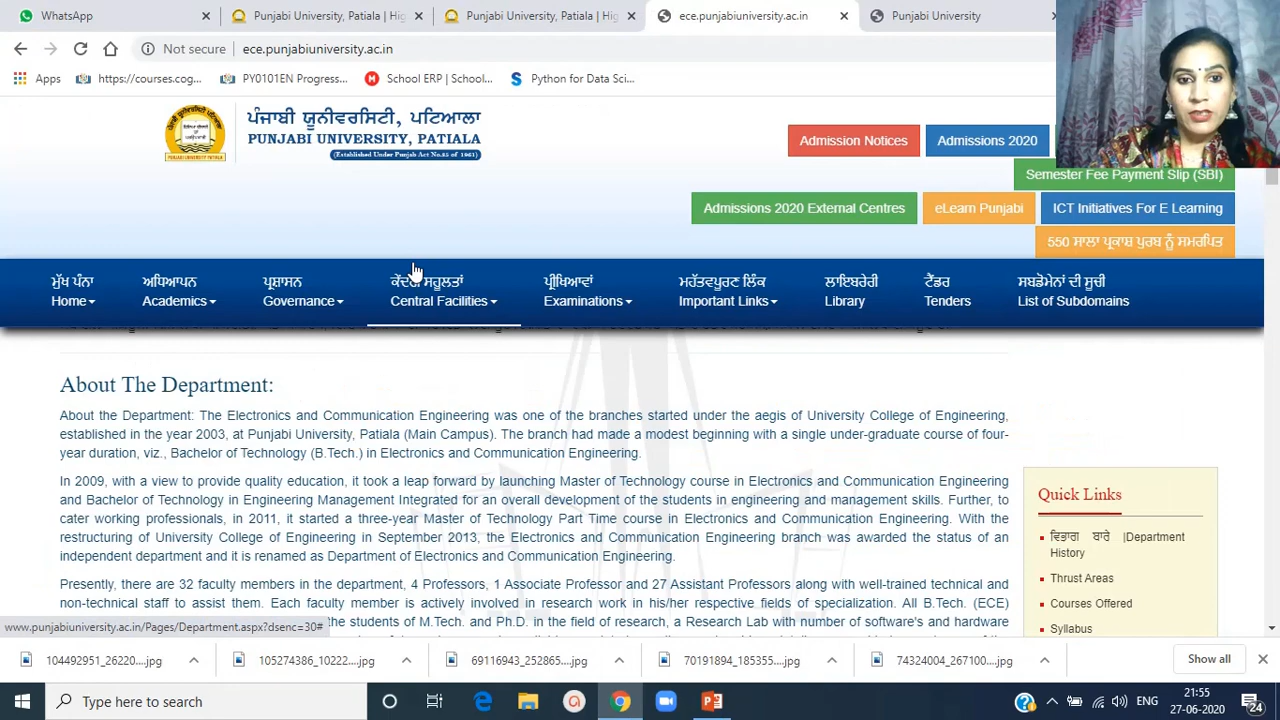 WhatsApp
Punjabi University, Patiala | Hig
Punjabi University, Patiala | Hig
ece.punjabiuniversity.ac.in
Punjabi University
Not secure
ece.punjabiuniversity.ac.in
Apps
https://courses.cog...
PY0101EN Progress...
School ERP | School...
Python for Data Sci...
ਪੰਜਾਬੀ ਯੂਨੀਵਰਸਿਟੀ, ਪਟਿਆਲਾ
PUNJABI UNIVERSITY, PATIALA
(Established Under Punjab Act No.35 of 1961)
PUNJABI UNIVERSITY PATIALA
Admission Notices
Admissions 2020
Semester Fee Payment Slip (SBI)
Admissions 2020 External Centres
eLearn Punjabi
ICT Initiatives For E Learning
550 ਸਾਲਾ ਪ੍ਰਕਾਸ਼ ਪੁਰਬ ਨੂੰ ਸਮਰਪਿਤ
ਮੁੱਖ ਪੰਨਾ
Home
ਅਧਿਆਪਨ
Academics
ਪ੍ਰਸ਼ਾਸਨ
Governance
ਸਹੂਲਤਾਂ
Central Facilities
ਪ੍ਰੀਖਿਆਵਾਂ
Examinations
ਮਹੱਤਵਪੂਰਣ ਲਿੰਕ
Important Links
ਲਾਇਬਰੇਰੀ
Library
ਟੈਂਡਰ
Tenders
ਸਬਡੋਮੇਨਾਂ ਦੀ ਸੂਚੀ
List of Subdomains
About The Department:
About the Department: The Electronics and Communication Engineering was one of the branches started under the aegis of University College of Engineering,
established in the year 2003, at Punjabi University, Patiala (Main Campus). The branch had made a modest beginning with a single under-graduate course of four-
year duration, viz., Bachelor of Technology (B.Tech.) in Electronics and Communication Engineering.
In 2009, with a view to provide quality education, it took a leap forward by launching Master of Technology course in Electronics and Communication Engineering
and Bachelor of Technology in Engineering Management Integrated for an overall development of the students in engineering and management skills. Further, to
cater working professionals, in 2011, it started a three-year Master of Technology Part Time course in Electronics and Communication Engineering. With the
restructuring of University College of Engineering in September 2013, the Electronics and Communication Engineering branch was awarded the status of an
independent department and it is renamed as Department of Electronics and Communication Engineering.
Presently, there are 32 faculty members in the department, 4 Professors, 1 Associate Professor and 27 Assistant Professors along with well-trained technical and
non-technical staff to assist them. Each faculty member is actively involved in research work in his/her respective fields of specialization. All B.Tech. (ECE)
the students of M.Tech. and Ph.D. in the field of research, a Research Lab with number of software's and hardware
Quick Links
ਵਿਭਾਗ ਬਾਰੇ |Department
History
Thrust Areas
Courses Offered
Syllabus
www.punjabiuniversity.ac.in/Pages/Department.aspx?dsenc=30#
104492951_26220....jpg
105274386_10222....jpg
69116943_252865....jpg
70191894_185355....jpg
74324004_267100....jpg
Show all
Type here to search
ENG
21:55
27-06-2020
24